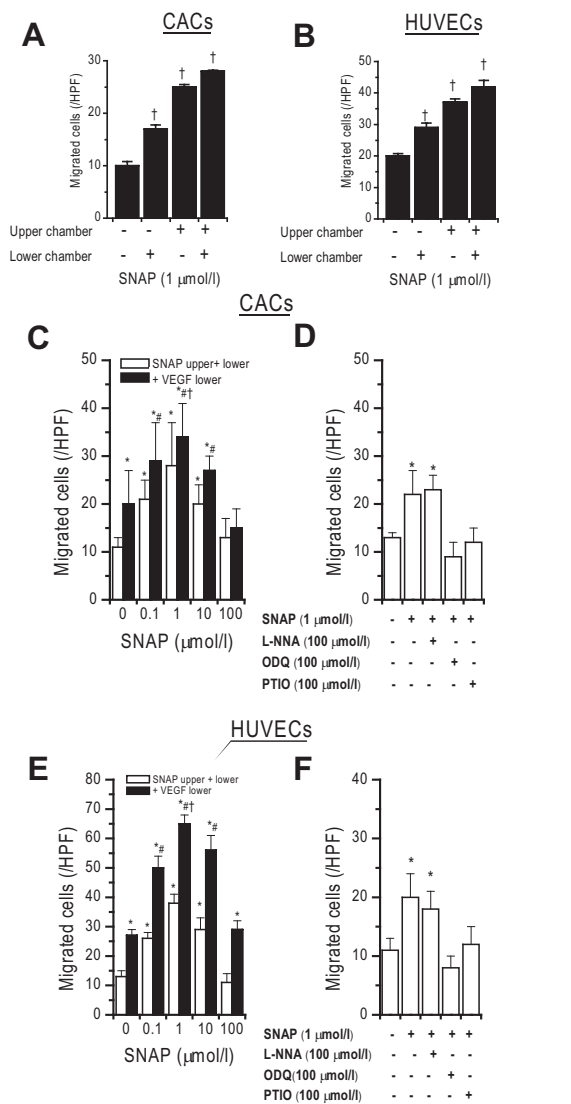 A
CACs
Migrated cells (/HPF)
30
20
10
0
†
†
†
Upper chamber - - + +
Lower chamber - + - +
SNAP (1 μmol/l)
B
HUVECs
Migrated cells (/HPF)
50
40
30
20
10
0
†
†
†
Upper chamber - - + +
Lower chamber - + - +
SNAP (1 μmol/l)
CACs
C
Migrated cells (/HPF)
50
40
30
20
10
0
SNAP upper+ lower
+ VEGF lower
*
*
*#
*
*#†
*
*#
0 0.1 1 10 100
SNAP (μmol/l)
D
Migrated cells (/HPF)
50
40
30
20
10
0
*
*
SNAP (1 μmol/l) - + + + +
L-NNA (100 μmol/l) - - + - -
ODQ (100 μmol/l) - - - + -
PTIO (100 μmol/l) - - - - +
HUVECs
E
Migrated cells (/HPF)
80
70
60
50
40
30
20
10
0
SNAP upper + lower
+ VEGF lower
*
*
*#
*
*#†
*
*#
*
0 0.1 1 10 100
SNAP (μmol/l)
F
Migrated cells (/HPF)
40
30
20
10
0
*
*
SNAP (1 μmol/l) - + + + +
L-NNA (100 μmol/l) - - + - -
ODQ(100 μmol/l) - - - + -
PTIO (100 μmol/l) - - - - +